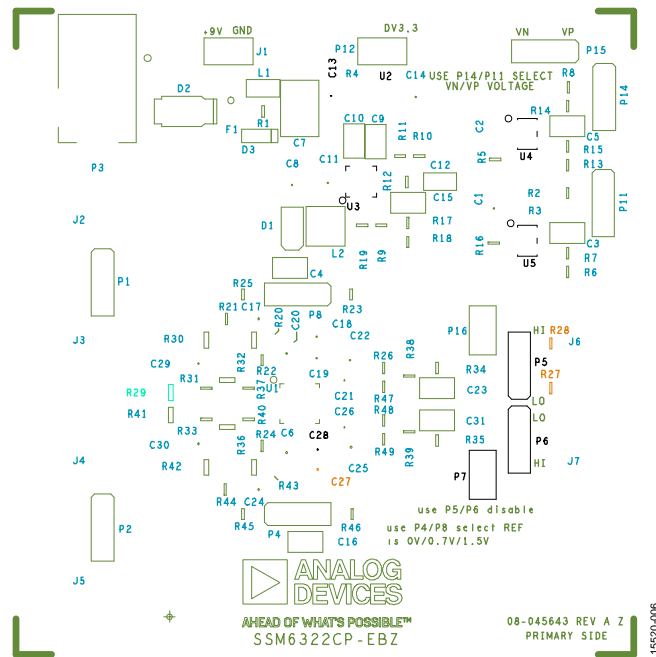 +9V GND
J1
P12
DV3.3
VN VP
P15
C13
R4
U2
C14
USE P14/P11 SELECT
VN/VP VOLTAGE
R8
P14
L1
D2
R1
C7
F1
D3
C10 C9
R11
R10
C2
R14
C5
U4
R15
R13
R5
P3
C8
C11
R12
C12
C15
U3
C1
R2
R3
P11
J2
D1
L2
R17
R18
R19
R9
R16
U5
C3
R7
R6
C4
P1
R25
P8
R23
R21
C17
R20
C20
C18
C22
P16
HI
R28
J6
J3
R30
R32
R38
C29
R22
C19
R26
R34
P5
R27
R31
R37
U1
R29
C21
R47
C23
LO
R41
C26
R48
LO
R33
R40
C6
C28
C31
P6
R36
R24
R49
R39
R35
C30
J4
R42
C25
HI
J7
C27
P7
R43
R44
C24
use P5/P6 disable
P2
R45
P4
R46
use P4/P8 select REF
is 0V/0.7V/1.5V
C16
J5
ANALOG
DEVICES
AHEAD OF WHAT'S POSSIBLE™
SSM6322CP-EBZ
08-045643 REV A Z
PRIMARY SIDE
15520-006